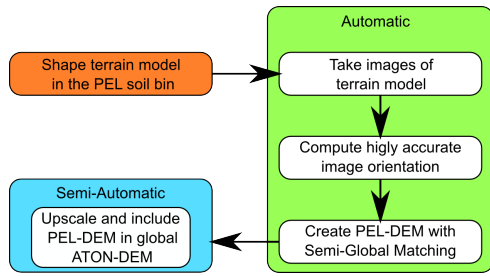 Automatic
Shape terrain model
in the PEL soil bin
Take images of
terrain model
Compute higly accurate
image orientation
Create PEL-DEM with
Semi-Global Matching
Semi-Automatic
Upscale and include
PEL-DEM in global
ATON-DEM